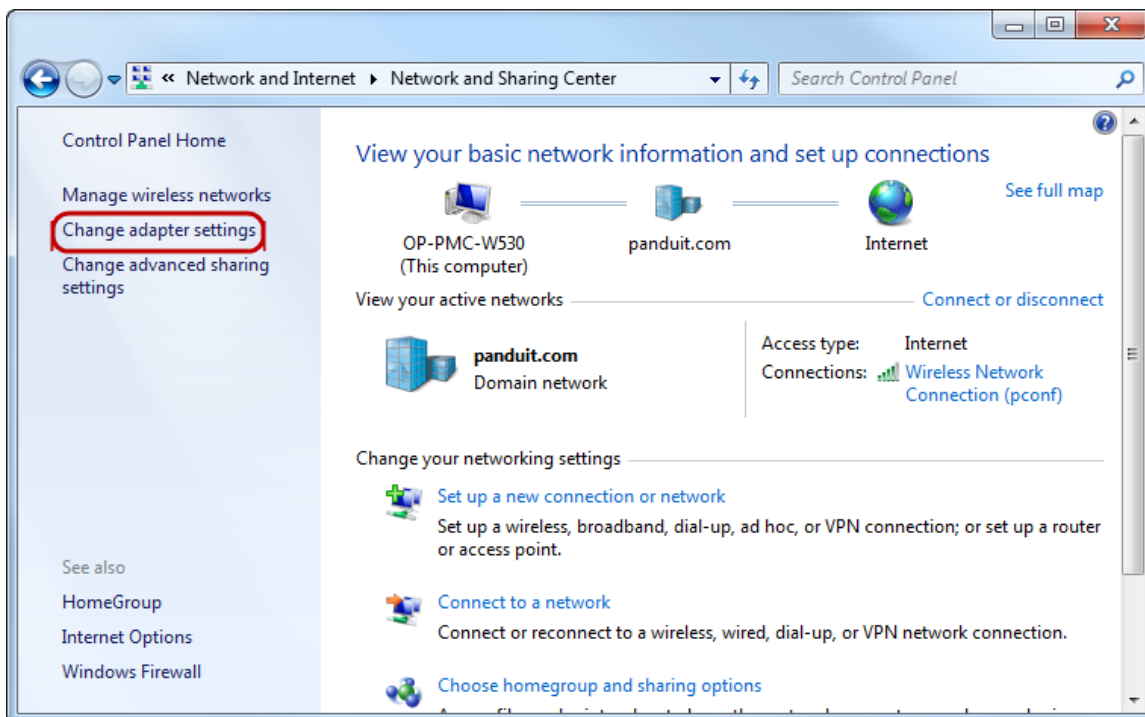 « Network and Internet ▸ Network and Sharing Center
Search Control Panel
Control Panel Home
Manage wireless networks
Change adapter settings
Change advanced sharing
settings
See also
HomeGroup
Internet Options
Windows Firewall
View your basic network information and set up connections
See full map
OP-PMC-W530
(This computer)
panduit.com
Internet
View your active networks
Connect or disconnect
panduit.com
Domain network
Access type: Internet
Connections: Wireless Network
Connection (pconf)
Change your networking settings
Set up a new connection or network
Set up a wireless, broadband, dial-up, ad hoc, or VPN connection; or set up a router
or access point.
Connect to a network
Connect or reconnect to a wireless, wired, dial-up, or VPN network connection.
Choose homegroup and sharing options